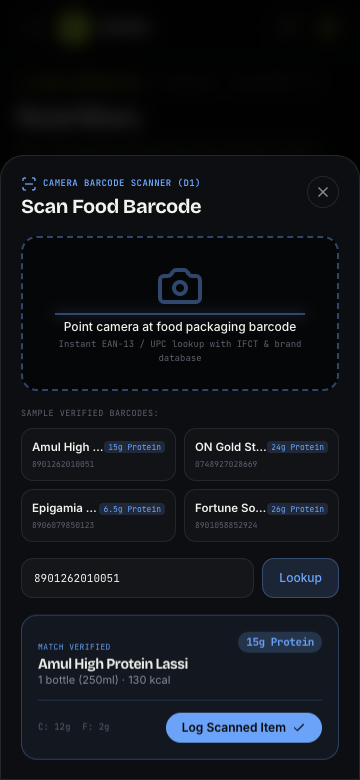 CAMERA BARCODE SCANNER (D1)
Scan Food Barcode
Point camera at food packaging barcode
Instant EAN-13 / UPC lookup with IFCT & brand
database
SAMPLE VERIFIED BARCODES:
Amul High ... 15g Protein
8901262010051
ON Gold St... 24g Protein
0748927028669
Epigamia ... 6.5g Protein
8906079850123
Fortune So... 26g Protein
8901058852924
8901262010051
Lookup
15g Protein
MATCH VERIFIED
Amul High Protein Lassi
1 bottle (250ml) · 130 kcal
C: 12g F: 2g
Log Scanned Item